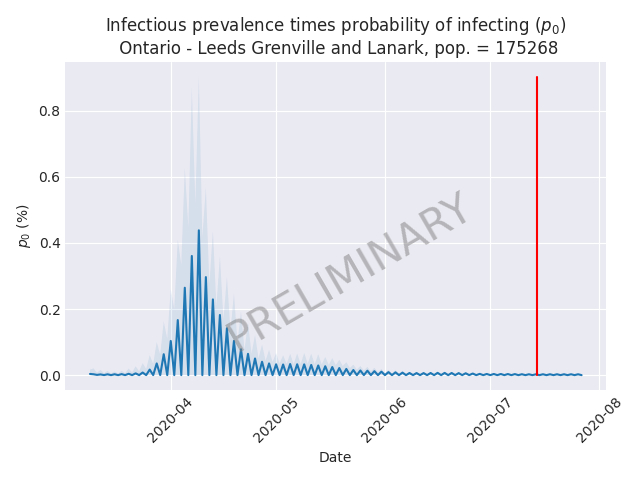 Infectious prevalence times probability of infecting (p₀)
Ontario - Leeds Grenville and Lanark, pop. = 175268
0.8
0.6
0.4
0.2
0.0
p₀ (%)
PRELIMINARY
2020-04
2020-05
2020-06
2020-07
2020-08
Date